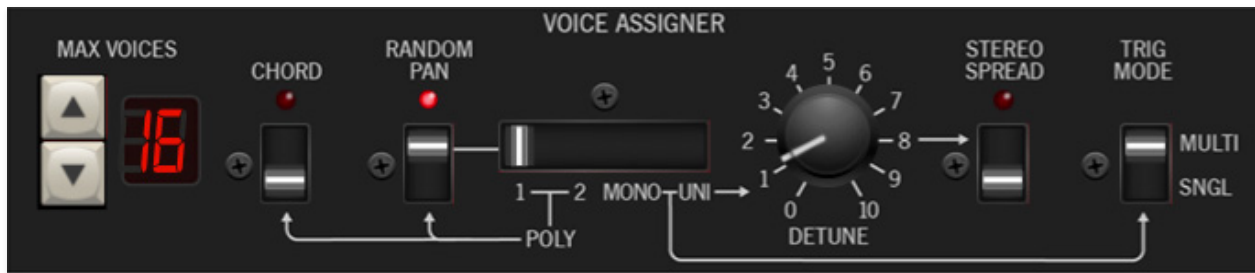 VOICE ASSIGNER
MAX VOICES
16
CHORD
RANDOM
PAN
1 2 MONO UNI
POLY
0 1 2 3 4 5 6 7 8 9 10
DETUNE
STEREO
SPREAD
TRIG
MODE
MULTI
SNGL